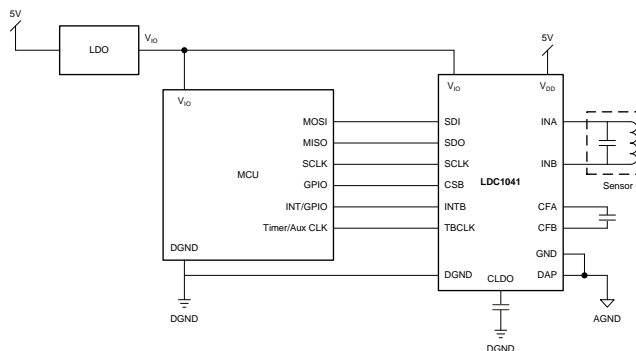 5V
LDO
VIO
5V
VIO
VIO
VDD
MOSI
SDI
INA
MISO
SDO
MCU
SCLK
SCLK
INB
LDC1041
Sensor
GPIO
CSB
INT/GPIO
INTB
CFA
Timer/Aux CLK
TBCLK
CFB
DGND
GND
DGND
CLDO
DAP
DGND
AGND
DGND